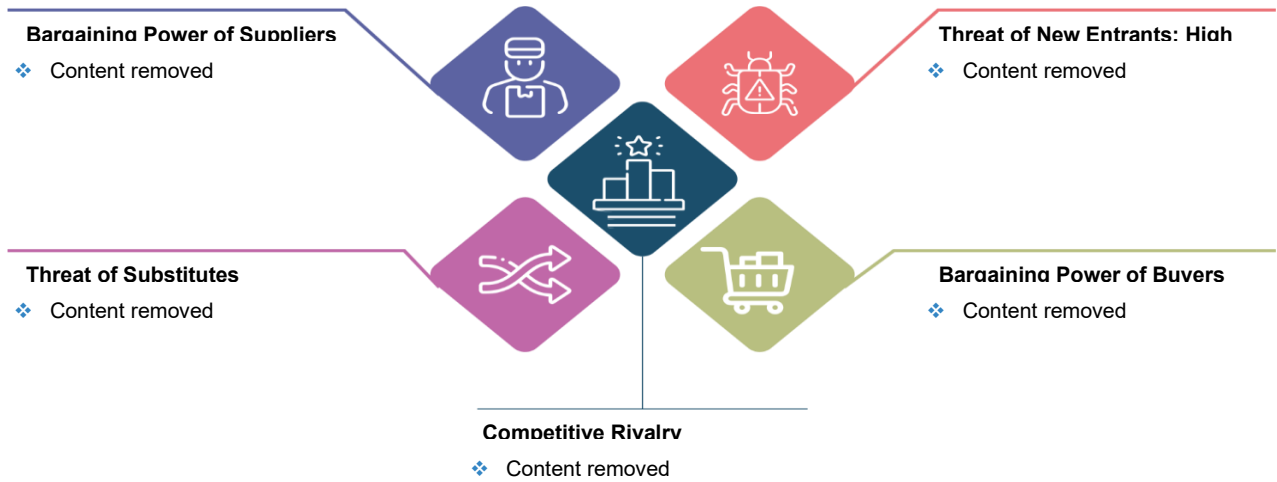 Bargaining Power of Suppliers
❖ Content removed
Threat of New Entrants: High
❖ Content removed
Threat of Substitutes
❖ Content removed
Bargaining Power of Buyers
❖ Content removed
Competitive Rivalry
❖ Content removed